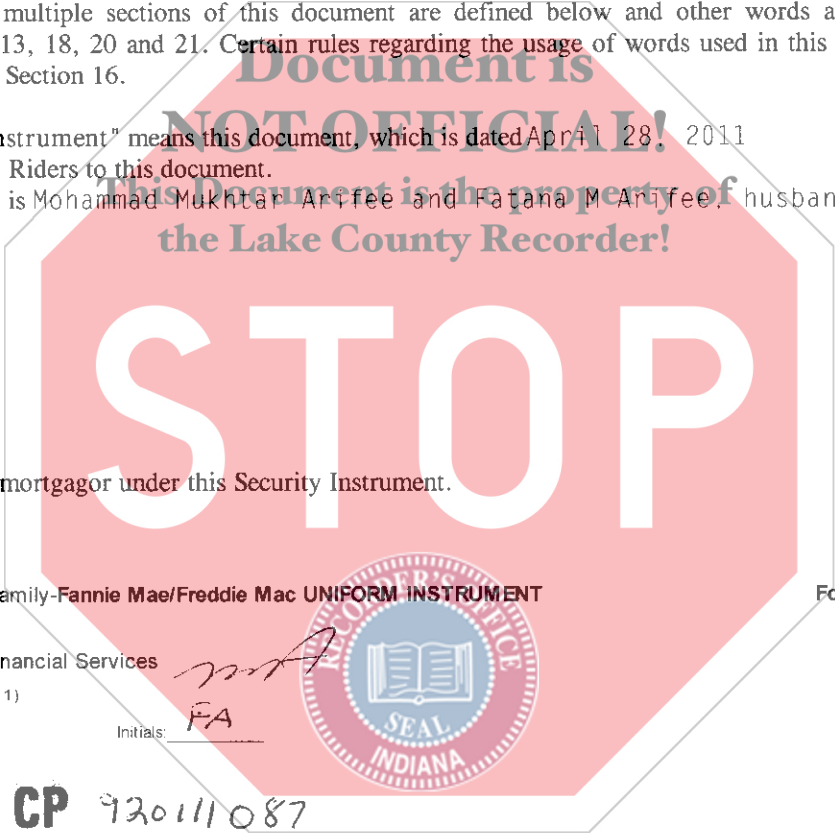 multiple sections of this document are defined below and other words a
13, 18, 20 and 21. Certain rules regarding the usage of words used in this
Section 16.
Document is
NOT OFFICIAL!
This Document is the property of
the Lake County Recorder!
nstrument" means this document, which is dated April 28, 2011
Riders to this document.
is Mohammad Mukhtar Arifee and Fatana M Arifee, husban
STOP
mortgagor under this Security Instrument.
amily-Fannie Mae/Freddie Mac UNIFORM INSTRUMENT Fo
nancial Services
1)
Initials: FA
RECORDER'S OFFICE
SEAL
INDIANA
CP 920111087